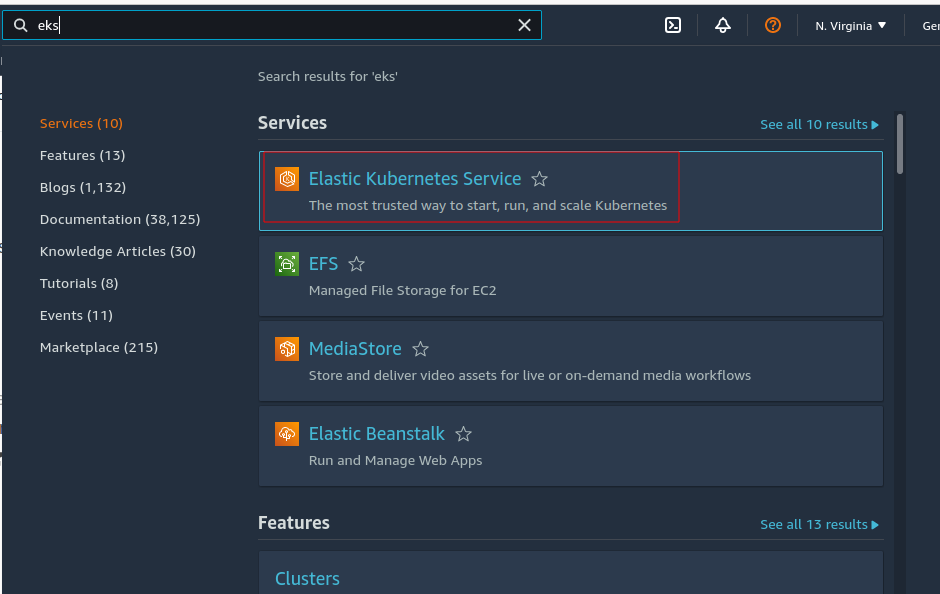 eks
N. Virginia
Search results for 'eks'
Services (10)
Features (13)
Blogs (1,132)
Documentation (38,125)
Knowledge Articles (30)
Tutorials (8)
Events (11)
Marketplace (215)
Services
See all 10 results
Elastic Kubernetes Service
The most trusted way to start, run, and scale Kubernetes
EFS
Managed File Storage for EC2
MediaStore
Store and deliver video assets for live or on-demand media workflows
Elastic Beanstalk
Run and Manage Web Apps
Features
See all 13 results
Clusters